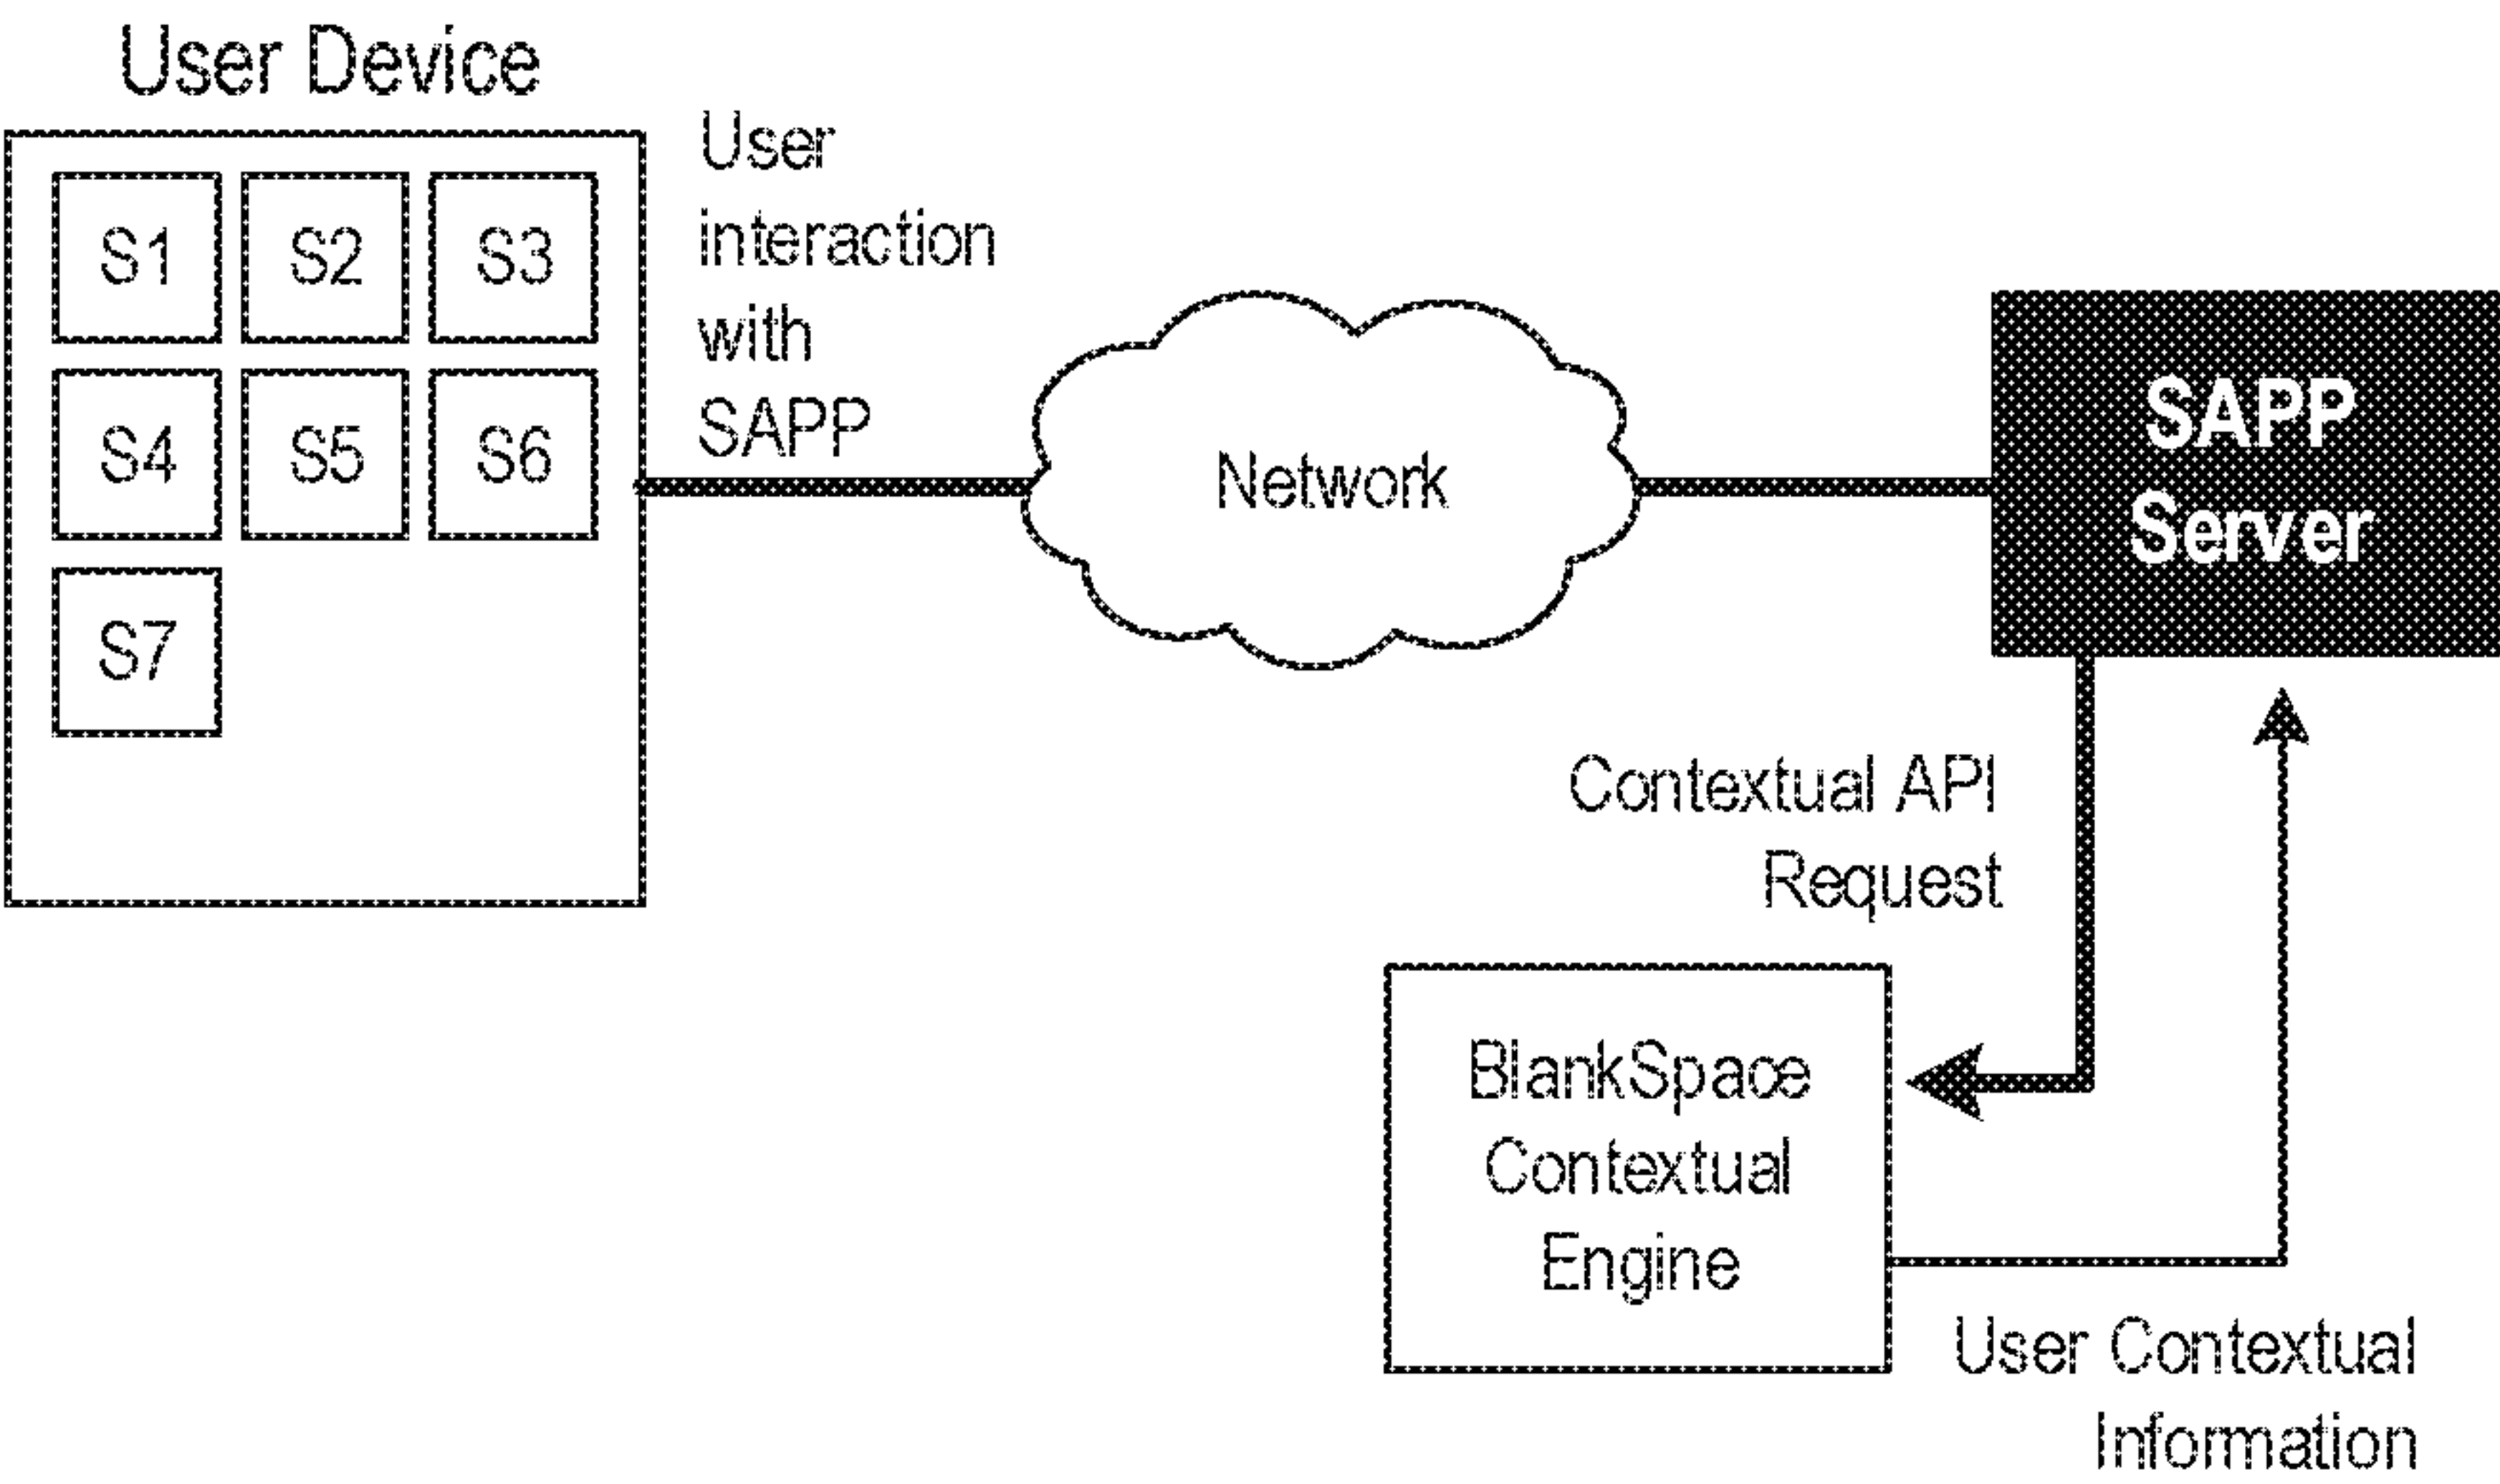 User Device
S1 S2 S3
S4 S5 S6
S7
User
interaction
with
SAPP
Network
SAPP
Server
Contextual API
Request
BlankSpace
Contextual
Engine
User Contextual
Information